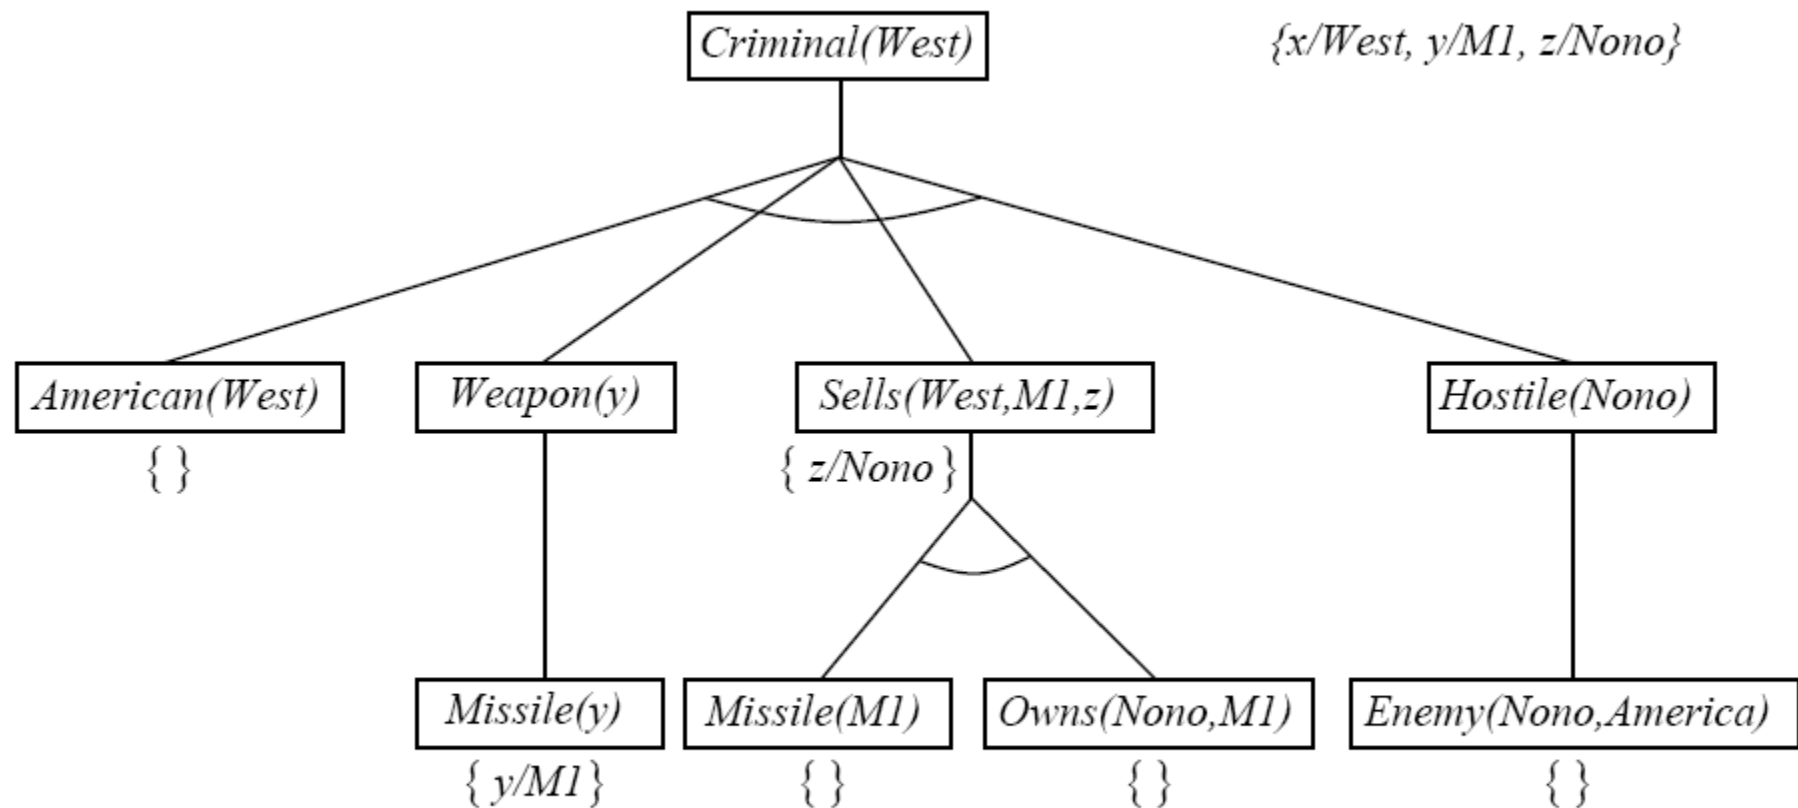 Criminal(West)
{x/West, y/M1, z/Nono}
American(West)
Weapon(y)
Sells(West,M1,z)
Hostile(Nono)
{ }
{ z/Nono }
Missile(y)
Missile(M1)
Owns(Nono,M1)
Enemy(Nono,America)
{ y/M1 }
{ }
{ }
{ }